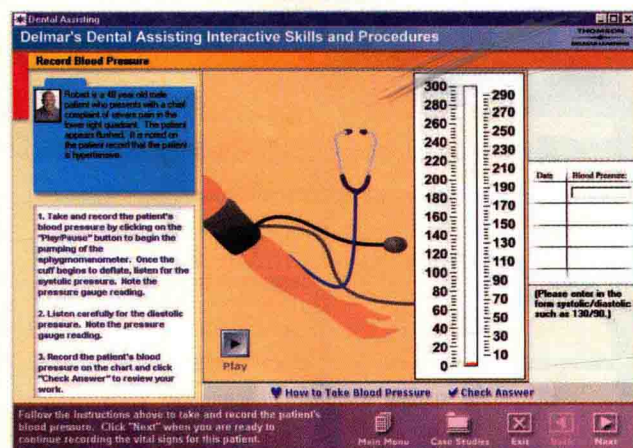 Dental Assisting
Delmar's Dental Assisting Interactive Skills and Procedures
THOMSON
DELMAR LEARNING
Record Blood Pressure
Robert is a 48 year old male
patient who presents with a chief
complaint of severe pain in the
lower right quadrant. The patient
appears flushed. It is noted on
the patient record that the patient
is hypertensive.
1. Take and record the patient's
blood pressure by clicking on the
"Play/Pause" button to begin the
pumping of the
sphygmomanometer. Once the
cuff begins to deflate, listen for the
systolic pressure. Note the
pressure gauge reading.
2. Listen carefully for the diastolic
pressure. Note the pressure
gauge reading.
3. Record the patient's blood
pressure on the chart and click
"Check Answer" to review your
work.
Play
300
290
280
270
260
250
240
230
220
210
200
190
180
170
160
150
140
130
120
110
100
90
80
70
60
50
40
30
20
10
0
Date Blood Pressure:
(Please enter in the
form systolic/diastolic
such as 130/90.)
How to Take Blood Pressure Check Answer
Follow the instructions above to take and record the patient's
blood pressure. Click "Next" when you are ready to
continue recording the vital signs for this patient.
Main Menu Case Studies Exit Back Next